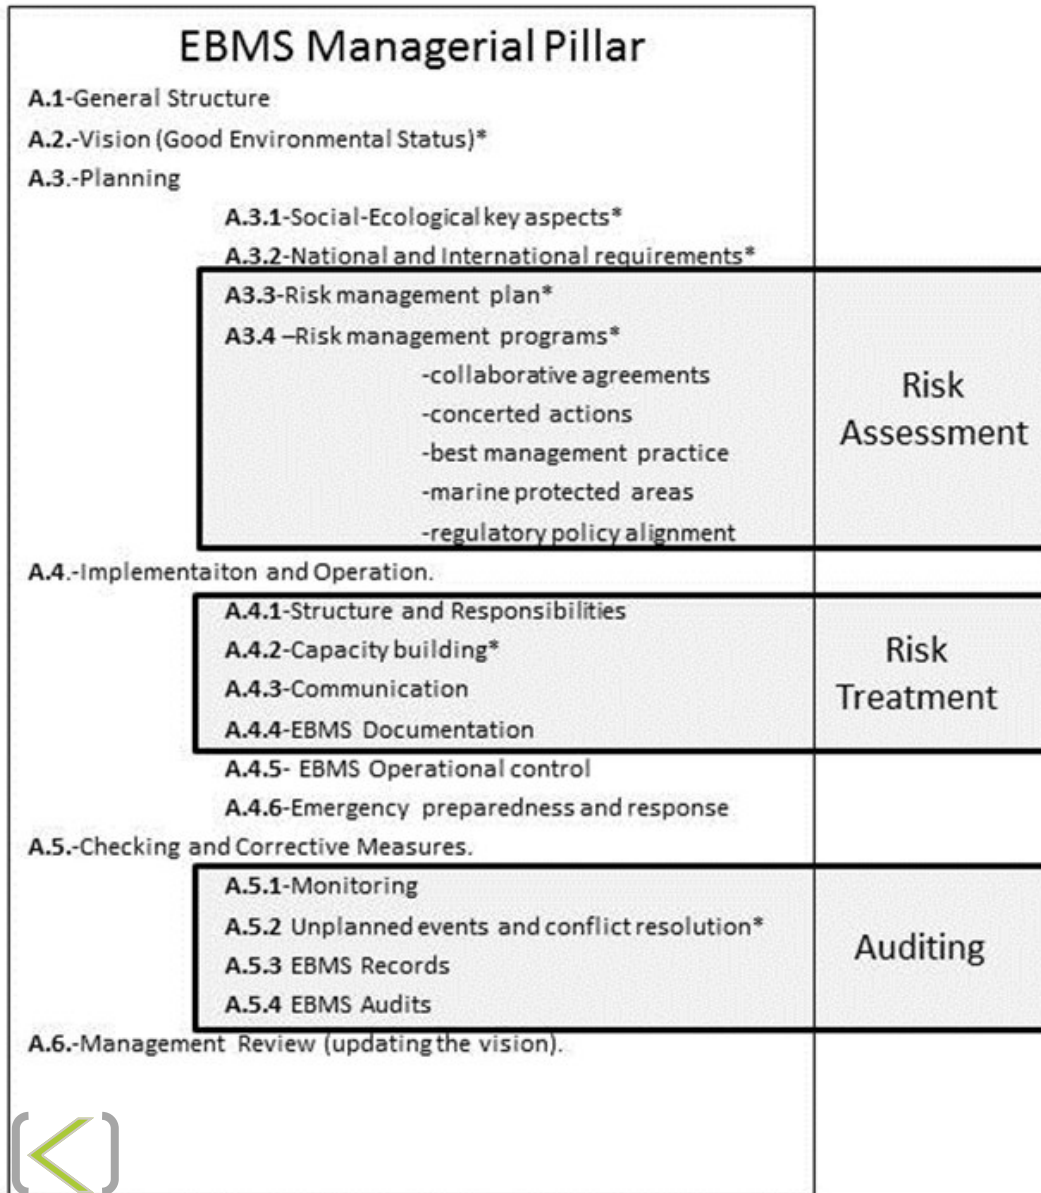 EBMS Managerial Pillar
A.1-General Structure
A.2.-Vision (Good Environmental Status)*
A.3.-Planning
A.3.1-Social-Ecological key aspects*
A.3.2-National and International requirements*
A3.3-Risk management plan*
A3.4 –Risk management programs*
-collaborative agreements
-concerted actions
-best management practice
-marine protected areas
-regulatory policy alignment
Risk
Assessment
A.4.-Implementaiton and Operation.
A.4.1-Structure and Responsibilities
A.4.2-Capacity building*
A.4.3-Communication
A.4.4-EBMS Documentation
Risk
Treatment
A.4.5- EBMS Operational control
A.4.6-Emergency preparedness and response
A.5.-Checking and Corrective Measures.
A.5.1-Monitoring
A.5.2 Unplanned events and conflict resolution*
A.5.3 EBMS Records
A.5.4 EBMS Audits
Auditing
A.6.-Management Review (updating the vision).